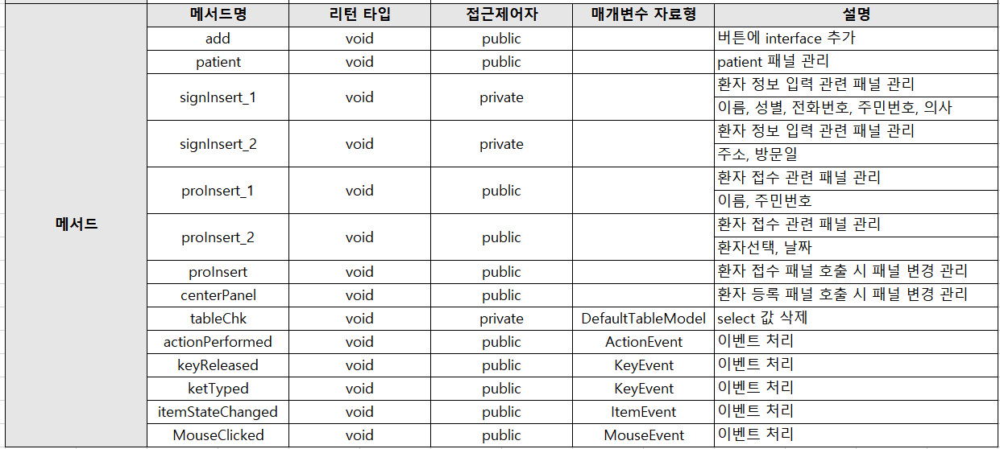 메서드명 리턴 타입 접근제어자 매개변수 자료형 설명
add void public 버튼에 interface 추가
patient void public patient 패널 관리
signInsert_1 void private 환자 정보 입력 관련 패널 관리
이름, 성별, 전화번호, 주민번호, 의사
signInsert_2 void private 환자 정보 입력 관련 패널 관리
주소, 방문일
proInsert_1 void public 환자 접수 관련 패널 관리
이름, 주민번호
메서드
proInsert_2 void public 환자 접수 관련 패널 관리
환자선택, 날짜
proInsert void public 환자 접수 패널 호출 시 패널 변경 관리
centerPanel void public 환자 등록 패널 호출 시 패널 변경 관리
tableChk void private DefaultTableModel select 값 삭제
actionPerformed void public ActionEvent 이벤트 처리
keyReleased void public KeyEvent 이벤트 처리
ketTyped void public KeyEvent 이벤트 처리
itemStateChanged void public ItemEvent 이벤트 처리
MouseClicked void public MouseEvent 이벤트 처리